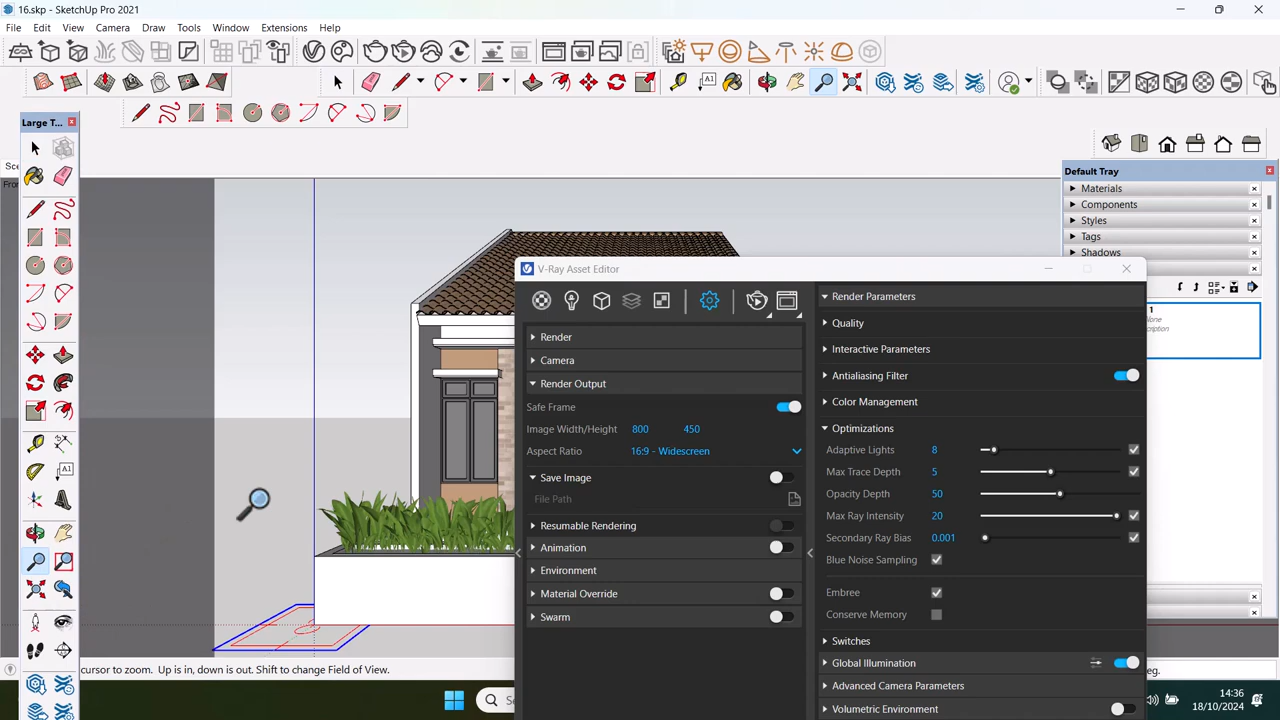 16.skp - SketchUp Pro 2021
File Edit View Camera Draw Tools Window Extensions Help
A1
Large T...
A1
Default Tray
Materials
Components
Styles
Tags
Shadows
V-Ray Asset Editor
Render
Camera
Render Output
Safe Frame
Image Width/Height 800 450
Aspect Ratio 16:9 - Widescreen
Save Image
File Path
Resumable Rendering
Animation
Environment
Material Override
Swarm
Render Parameters
Quality
Interactive Parameters
Antialiasing Filter
Color Management
Optimizations
Adaptive Lights 8
Max Trace Depth 5
Opacity Depth 50
Max Ray Intensity 20
Secondary Ray Bias 0.001
Blue Noise Sampling
Embree
Conserve Memory
Switches
Global Illumination
Advanced Camera Parameters
Volumetric Environment
1
cursor to zoom. Up is in, down is out. Shift to change Field of View.
eg.
14:36
18/10/2024